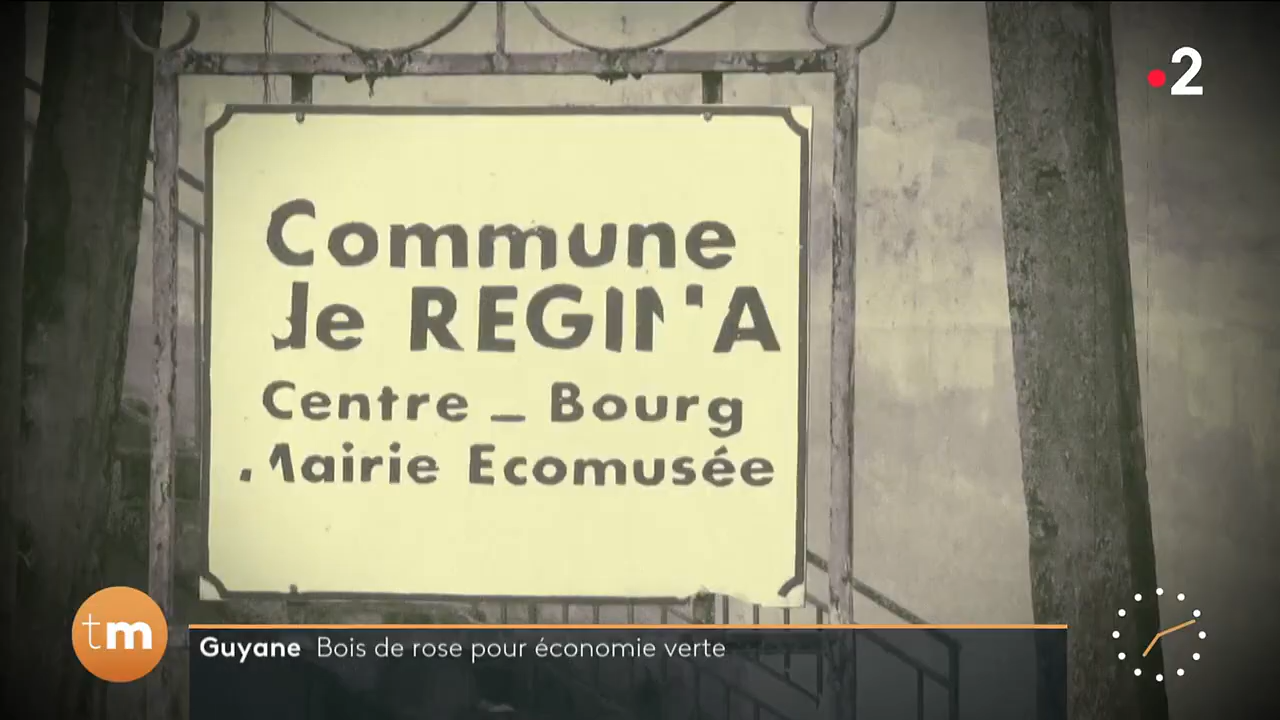 2
Commune
de REGINA
Centre _ Bourg
Mairie Ecomusée
tm
Guyane Bois de rose pour économie verte